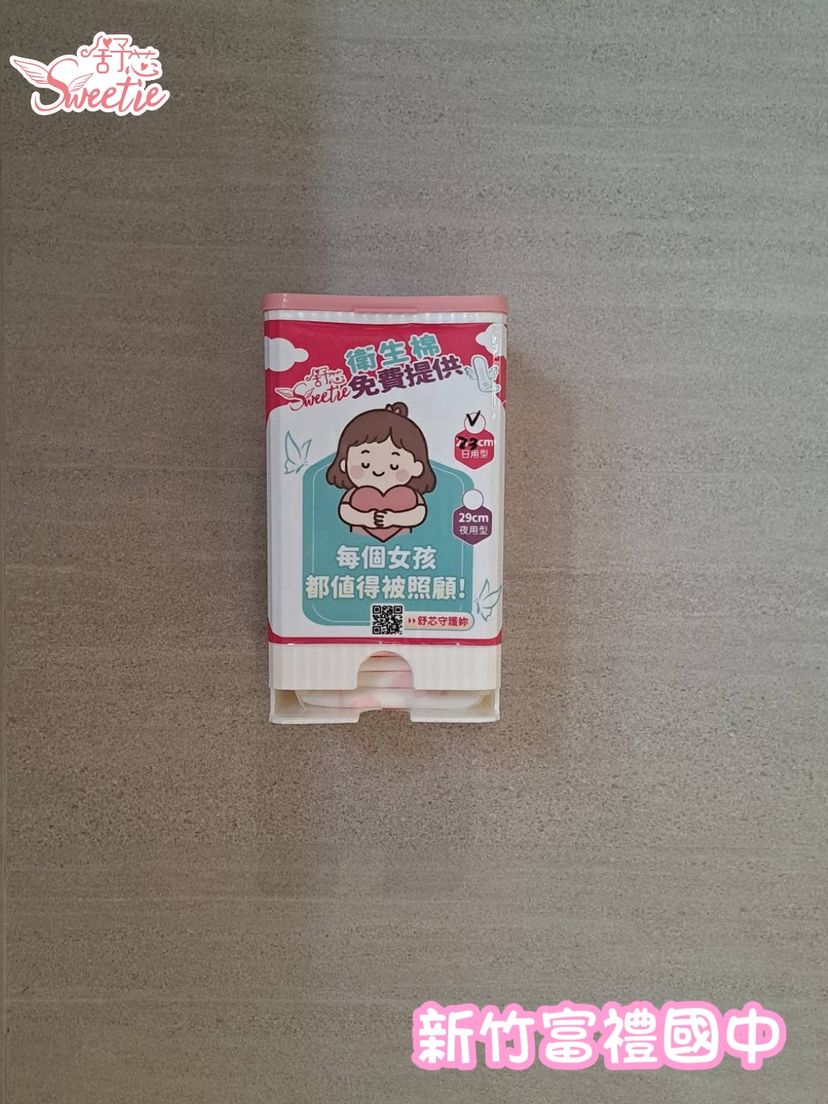 舒芯
Sweetie
衛生棉
舒芯
Sweetie
免費提供
V
23cm
日用型
29cm
夜用型
每個女孩
都値得被照顧!
舒芯守護妳
新竹富禮國中